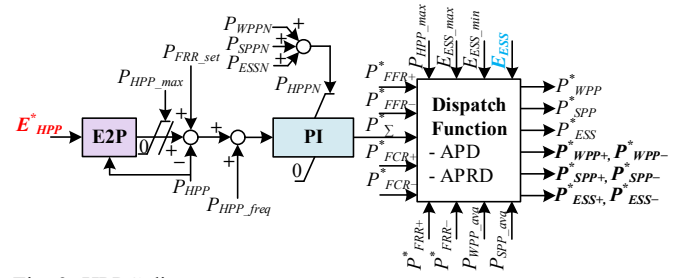 P_WPPN
P_SPPN
P_ESSN
P_HPPN
P_FRR_set
P_HPP_max
E*_HPP
E2P
0
P_HPP
P_HPP_freq
PI
0
P_HPP_max
E_ESS_max
E_ESS_min
E_ESS
P*_FFR+
P*_FFR−
P*_Σ
P*_FCR+
P*_FCR−
Dispatch
Function
- APD
- APRD
P*_WPP
P*_SPP
P*_ESS
P*_WPP+, P*_WPP−
P*_SPP+, P*_SPP−
P*_ESS+, P*_ESS−
P*_FRR+
P*_FRR−
P_WPP_ava
P_SPP_ava